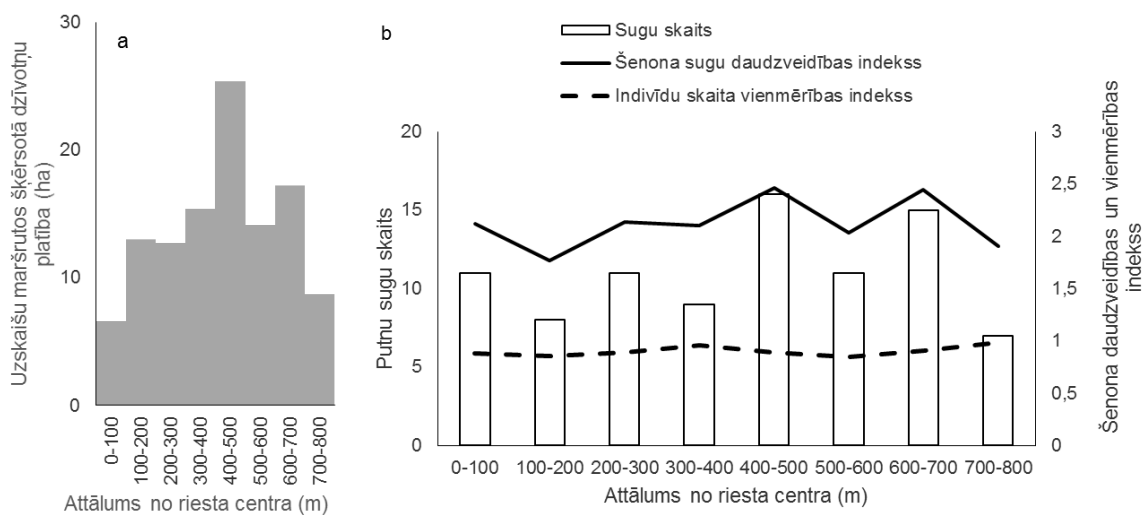 a
Uzskaišu maršrutos šķērsotā dzīvotņu
platība (ha)
30
20
10
0
0-100
100-200
200-300
300-400
400-500
500-600
600-700
700-800
Attālums no riesta centra (m)
b
Sugu skaits
Šenona sugu daudzveidības indekss
Indivīdu skaita vienmērības indekss
Putnu sugu skaits
20
15
10
5
0
3
2,5
2
1,5
1
0,5
0
Šenona daudzveidības un vienmērības
indekss
0-100 100-200 200-300 300-400 400-500 500-600 600-700 700-800
Attālums no riesta centra (m)